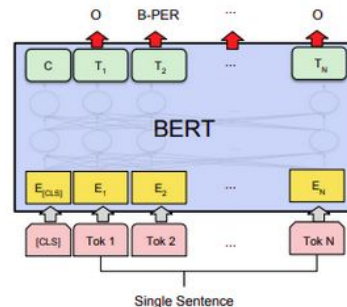 O B-PER ... O
C T1 T2 ... TN
BERT
E[CLS] E1 E2 ... EN
[CLS] Tok 1 Tok 2 ... Tok N
Single Sentence